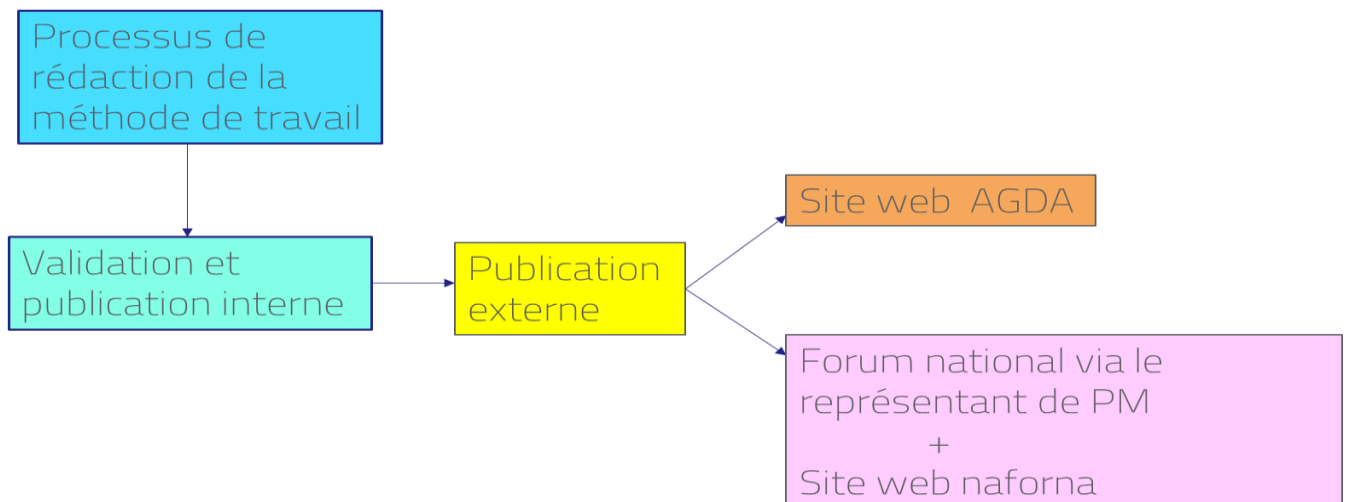 Processus de
rédaction de la
méthode de travail
Validation et
publication interne
Publication
externe
Site web AGDA
Forum national via le
représentant de PM
+
Site web naforna